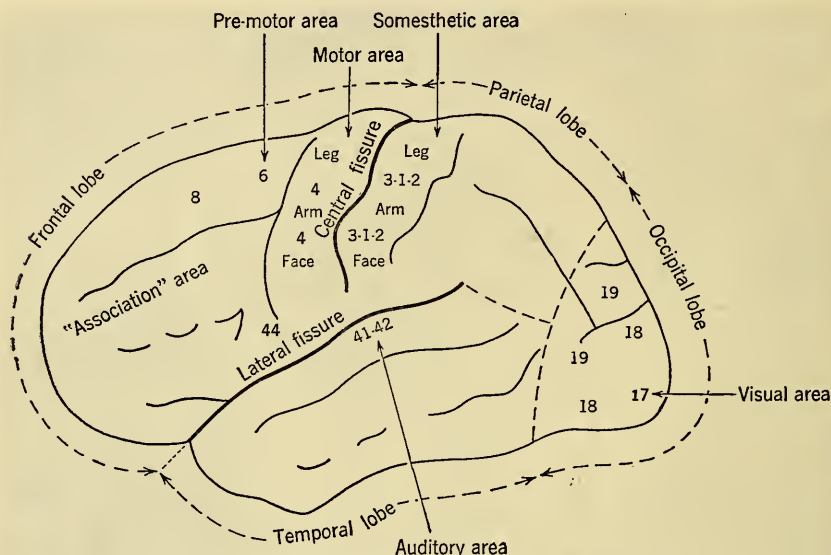 Pre-motor area
Somesthetic area
Motor area
Parietal lobe
Frontal lobe
Central fissure
Leg
Leg
6
8
4
3-1-2
Arm
Arm
4
3-1-2
Face
Face
Occipital lobe
"Association" area
19
44
Lateral fissure
41-42
18
19
17
Visual area
18
Temporal lobe
Auditory area